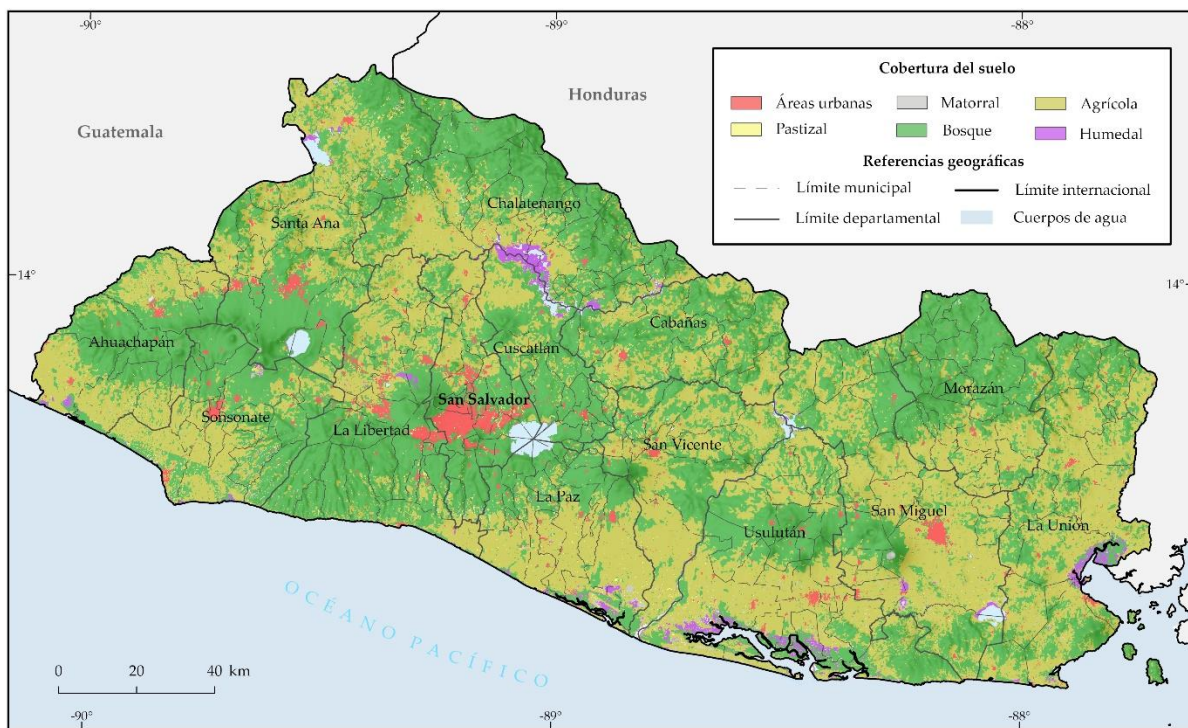 -90°
-89°
-88°
Cobertura del suelo
Áreas urbanas
Matorral
Agrícola
Pastizal
Bosque
Humedal
Referencias geográficas
Límite municipal
Límite internacional
Límite departamental
Cuerpos de agua
Honduras
Guatemala
Chalatenango
Santa Ana
14°
14°
Cabañas
Ahuachapán
Cuscatlán
Morazán
San Salvador
Sonsonate
La Libertad
San Vicente
La Paz
San Miguel
La Unión
Usulután
OCÉANO PACÍFICO
0 20 40 km
-90°
-89°
-88°